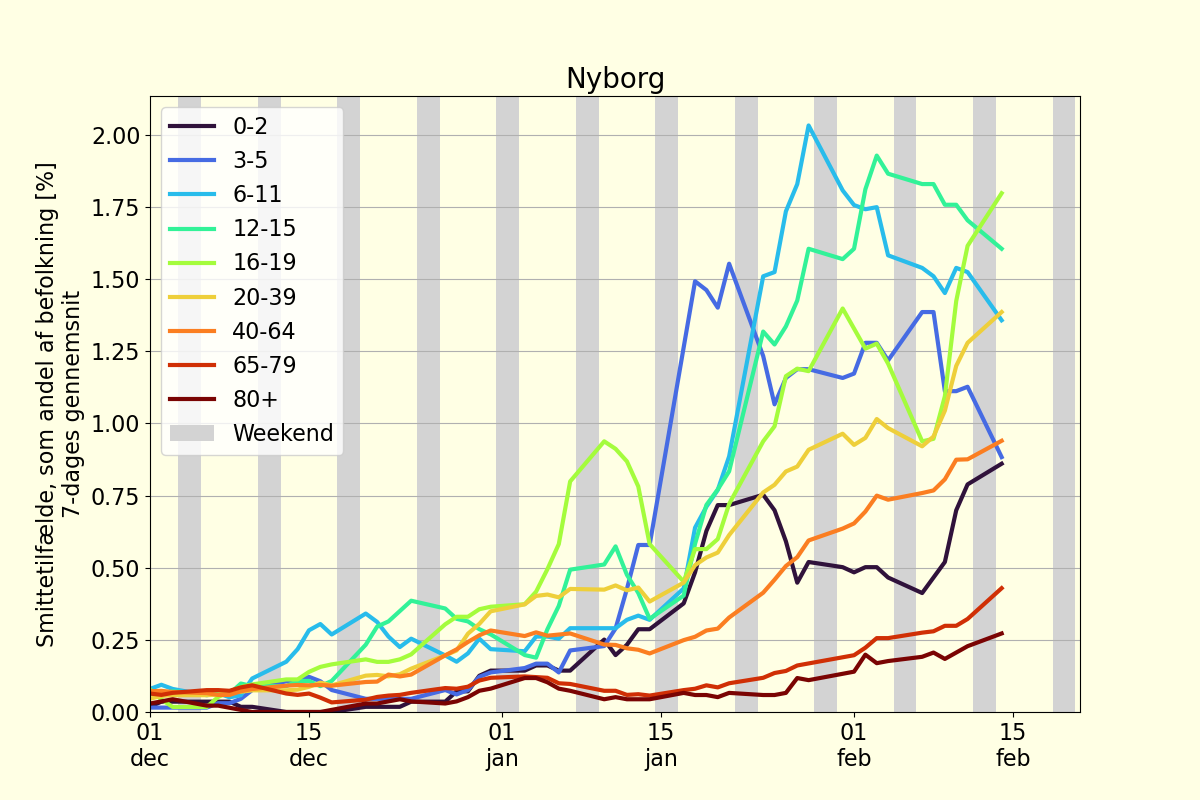 Nyborg
Smittetilfælde, som andel af befolkning [%]
7-dages gennemsnit
2.00
1.75
1.50
1.25
1.00
0.75
0.50
0.25
0.00
0-2
3-5
6-11
12-15
16-19
20-39
40-64
65-79
80+
Weekend
01
dec
15
dec
01
jan
15
jan
01
feb
15
feb